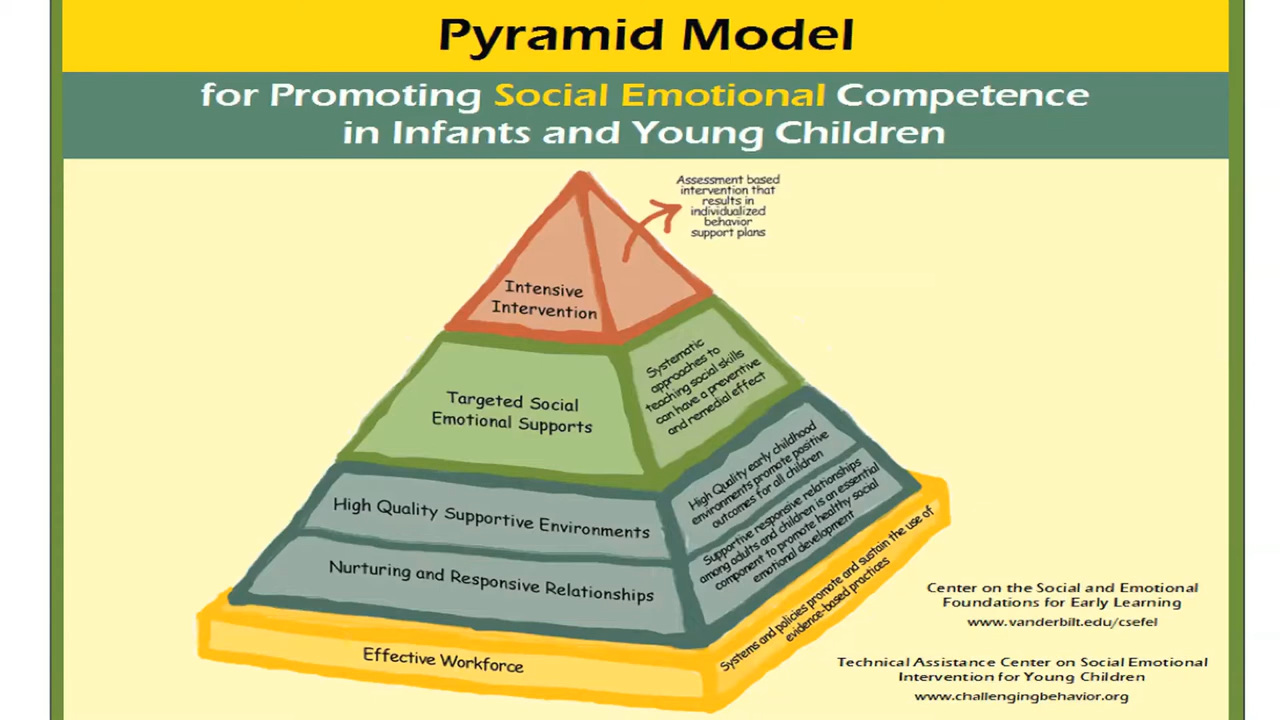 Pyramid Model
for Promoting Social Emotional Competence
in Infants and Young Children
Assessment based
intervention that
results in
individualized
behavior
support plans
Intensive
Intervention
Systematic
approaches to
teaching social skills
can have a preventive
and remedial effect
Targeted Social
Emotional Supports
High Quality early childhood
environments promote positive
outcomes for all children
High Quality Supportive Environments
Supportive responsive relationships
among adults and children is an essential
component to promote healthy social
emotional development
Nurturing and Responsive Relationships
Systems and policies promote and sustain the use of
evidence-based practices
Effective Workforce
Center on the Social and Emotional
Foundations for Early Learning
www.vanderbilt.edu/csefel
Technical Assistance Center on Social Emotional
Intervention for Young Children
www.challengingbehavior.org